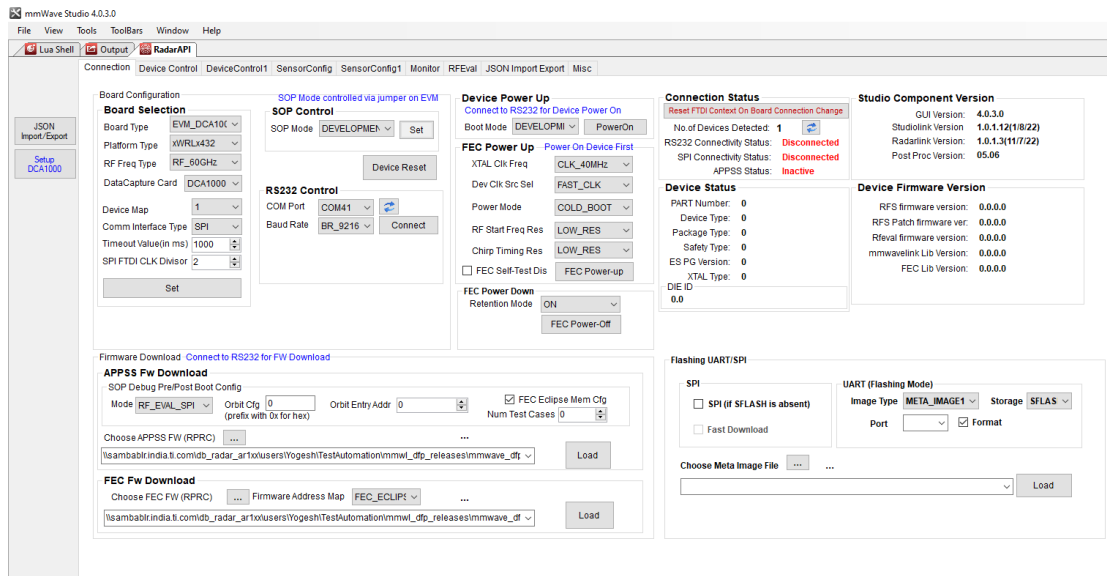 mmWave Studio 4.0.3.0
File View Tools ToolBars Window Help
Lua Shell Output RadarAPI
Connection Device Control DeviceControl1 SensorConfig SensorConfig1 Monitor RFEval JSON Import Export Misc
JSON
Import/Export
Setup
DCA1000
Board Configuration
SOP Mode controlled via jumper on EVM
Board Selection
Board Type EVM_DCA10(
Platform Type xWRLx432
RF Freq Type RF_60GHz
DataCapture Card DCA1000
Device Map 1
Comm Interface Type SPI
Timeout Value(in ms) 1000
SPI FTDI CLK Divisor 2
Set
SOP Control
SOP Mode DEVELOPMEN Set
Device Reset
RS232 Control
COM Port COM41
Baud Rate BR_9216 Connect
Device Power Up
Connect to RS232 for Device Power On
Boot Mode DEVELOPMI PowerOn
FEC Power Up Power On Device First
XTAL Clk Freq CLK_40MHz
Dev Clk Src Sel FAST_CLK
Power Mode COLD_BOOT
RF Start Freq Res LOW_RES
Chirp Timing Res LOW_RES
FEC Self-Test Dis FEC Power-up
FEC Power Down
Retention Mode ON
FEC Power-Off
Connection Status
Reset FTDI Context On Board Connection Change
No.of Devices Detected: 1
RS232 Connectivity Status: Disconnected
SPI Connectivity Status: Disconnected
APPSS Status: Inactive
Device Status
PART Number: 0
Device Type: 0
Package Type: 0
Safety Type: 0
ES PG Version: 0
XTAL Type: 0
DIE ID
0.0
Studio Component Version
GUI Version: 4.0.3.0
Studiolink Version: 1.0.1.12(1/8/22)
Radarlink Version: 1.0.1.3(11/7/22)
Post Proc Version: 05.06
Device Firmware Version
RFS firmware version: 0.0.0.0
RFS Patch firmware ver: 0.0.0.0
Rfeval firmware version: 0.0.0.0
mmwavelink Lib Version: 0.0.0.0
FEC Lib Version: 0.0.0.0
Firmware Download Connect to RS232 for FW Download
APPSS Fw Download
SOP Debug Pre/Post Boot Config
Mode RF_EVAL_SPI Orbit Cfg 0 Orbit Entry Addr 0 FEC Eclipse Mem Cfg
(prefix with 0x for hex) Num Test Cases 0
Choose APPSS FW (RPRC) ... ...
\\sambablr.india.ti.com\db_radar_ar1xx\users\Yogesh\TestAutomation\mmwl_dfp_releases\mmwave_dfp Load
FEC Fw Download
Choose FEC FW (RPRC) ... Firmware Address Map FEC_ECLIPS ...
\\sambablr.india.ti.com\db_radar_ar1xx\users\Yogesh\TestAutomation\mmwl_dfp_releases\mmwave_df Load
Flashing UART/SPI
SPI
SPI (if SFLASH is absent)
Fast Download
UART (Flashing Mode)
Image Type META_IMAGE1 Storage SFLAS
Port Format
Choose Meta Image File ... ...
Load